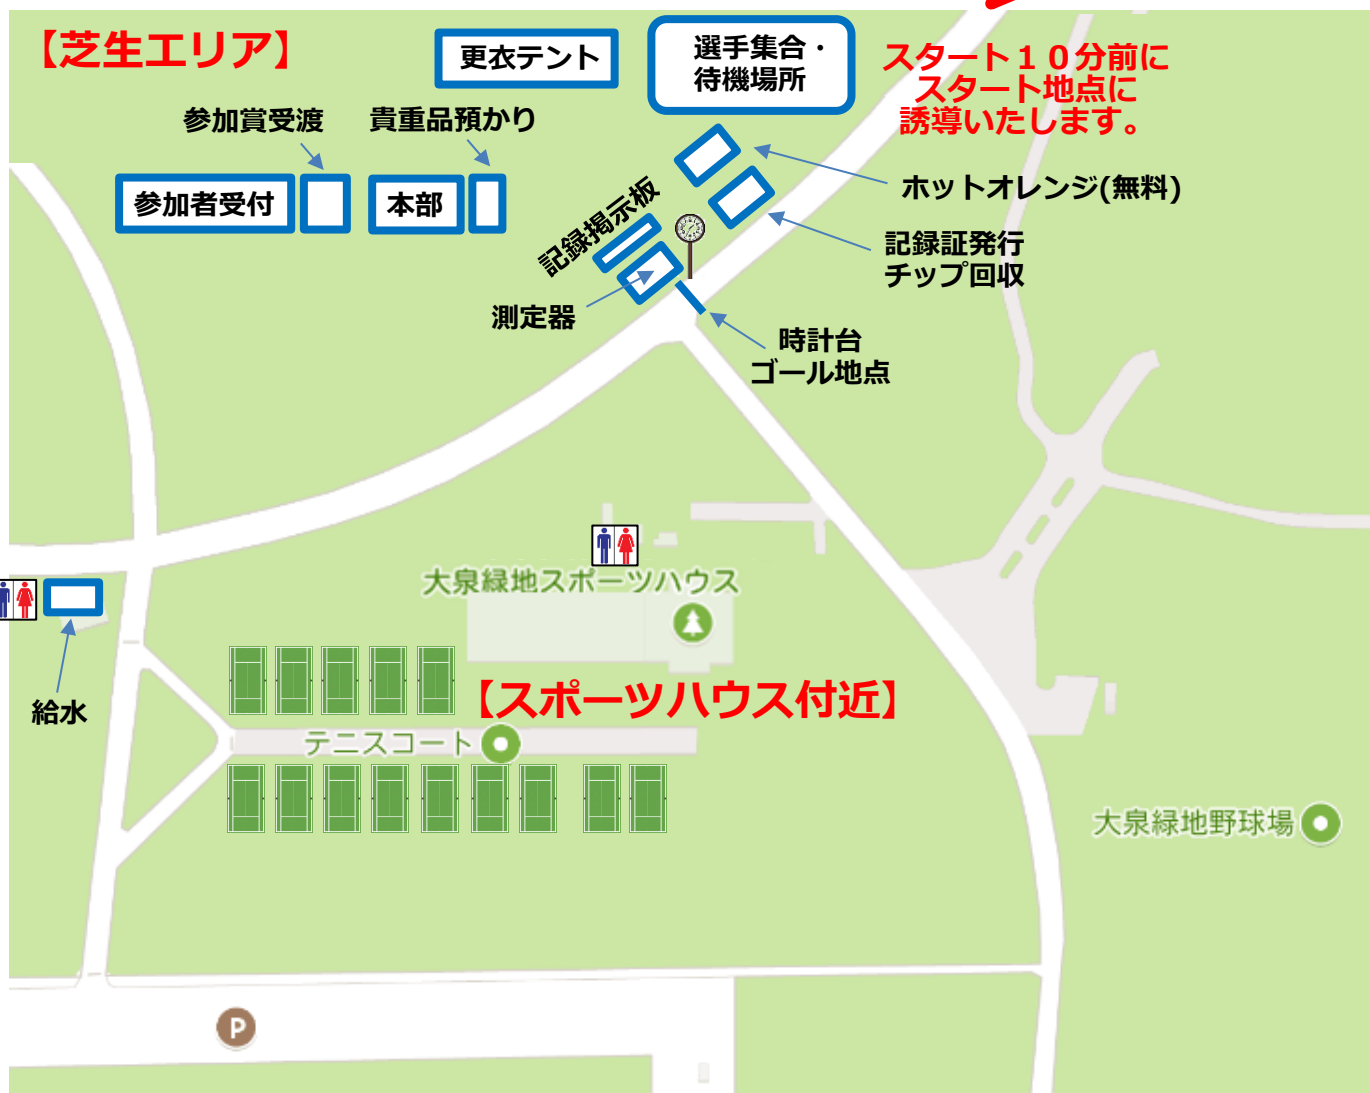 【芝生エリア】
更衣テント
選手集合・
待機場所
スタート１０分前に
スタート地点に
誘導いたします。
参加賞受渡
貴重品預かり
参加者受付
本部
ホットオレンジ(無料)
記録掲示板
記録証発行
チップ回収
測定器
時計台
ゴール地点
大泉緑地スポーツハウス
給水
【スポーツハウス付近】
テニスコート
大泉緑地野球場
P